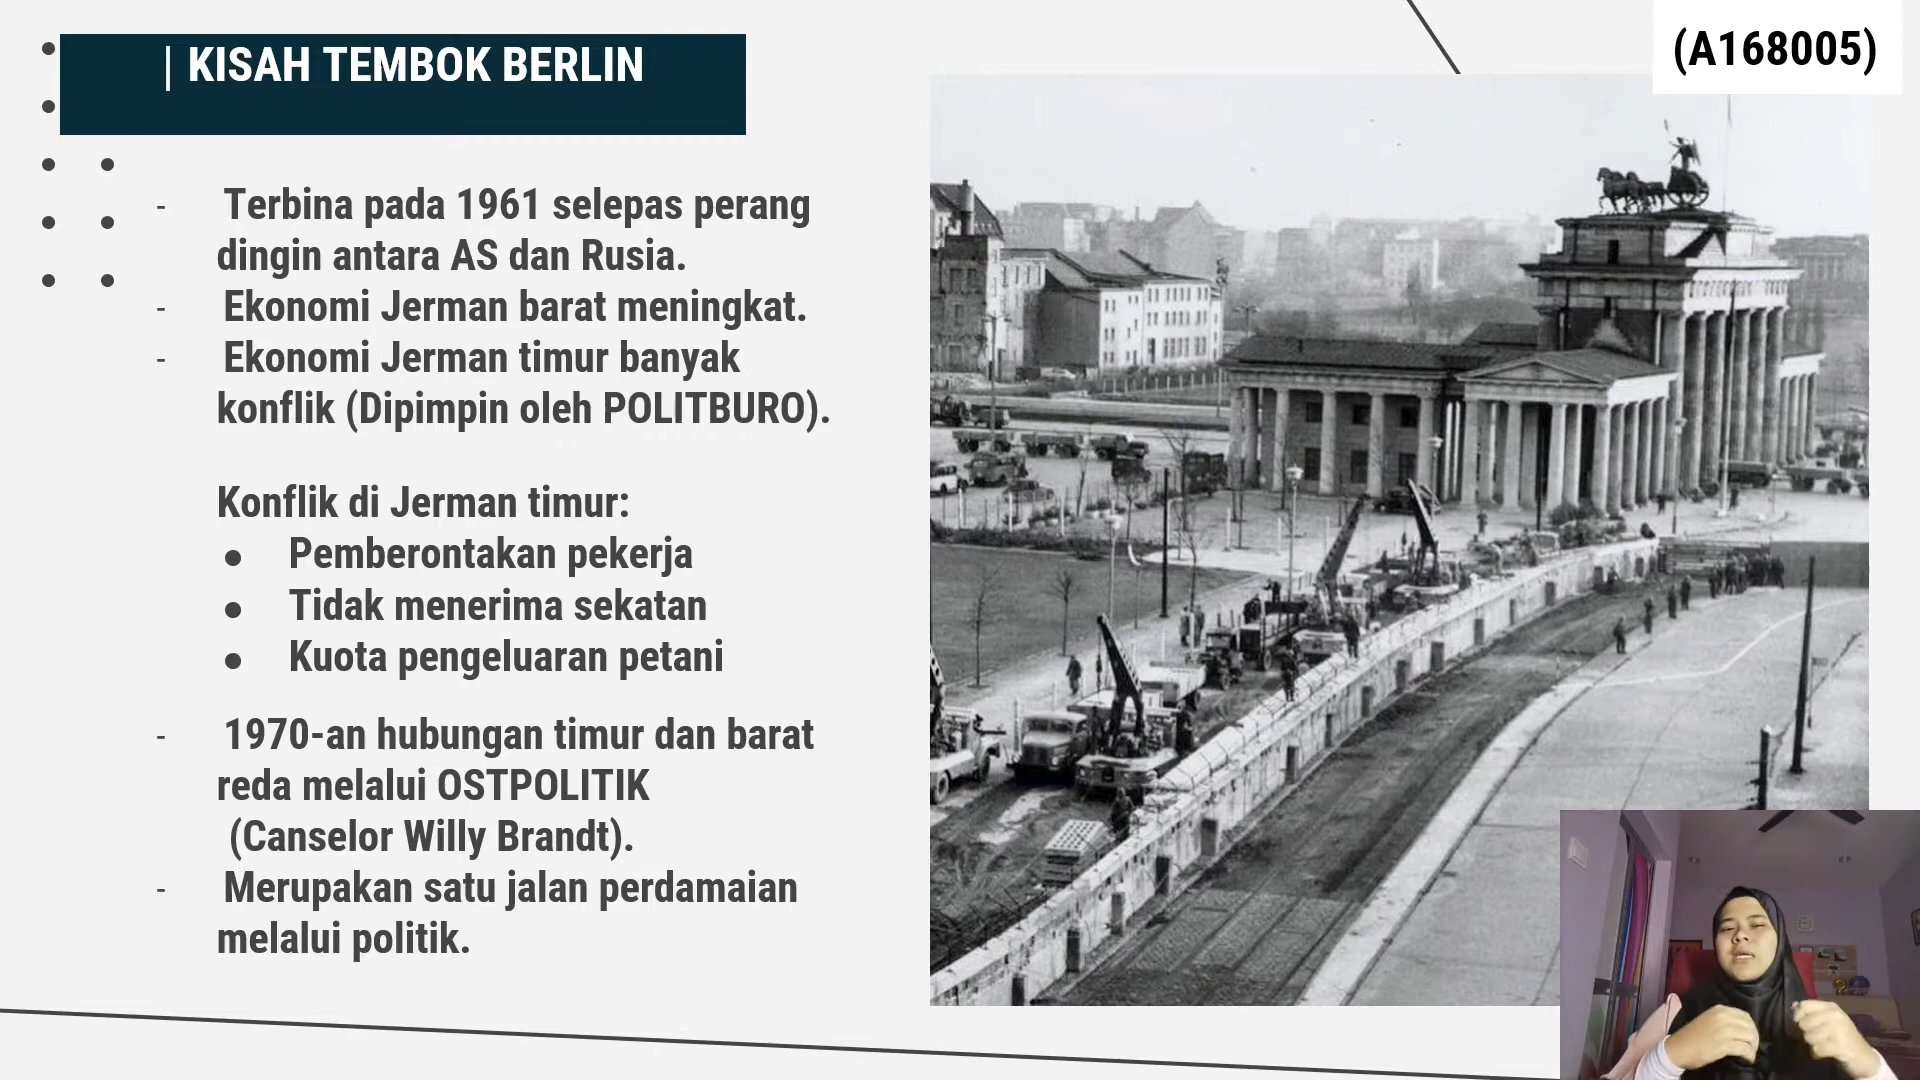 | KISAH TEMBOK BERLIN
(A168005)
- Terbina pada 1961 selepas perang
dingin antara AS dan Rusia.
- Ekonomi Jerman barat meningkat.
- Ekonomi Jerman timur banyak
konflik (Dipimpin oleh POLITBURO).
Konflik di Jerman timur:
● Pemberontakan pekerja
● Tidak menerima sekatan
● Kuota pengeluaran petani
- 1970-an hubungan timur dan barat
reda melalui OSTPOLITIK
(Canselor Willy Brandt).
- Merupakan satu jalan perdamaian
melalui politik.